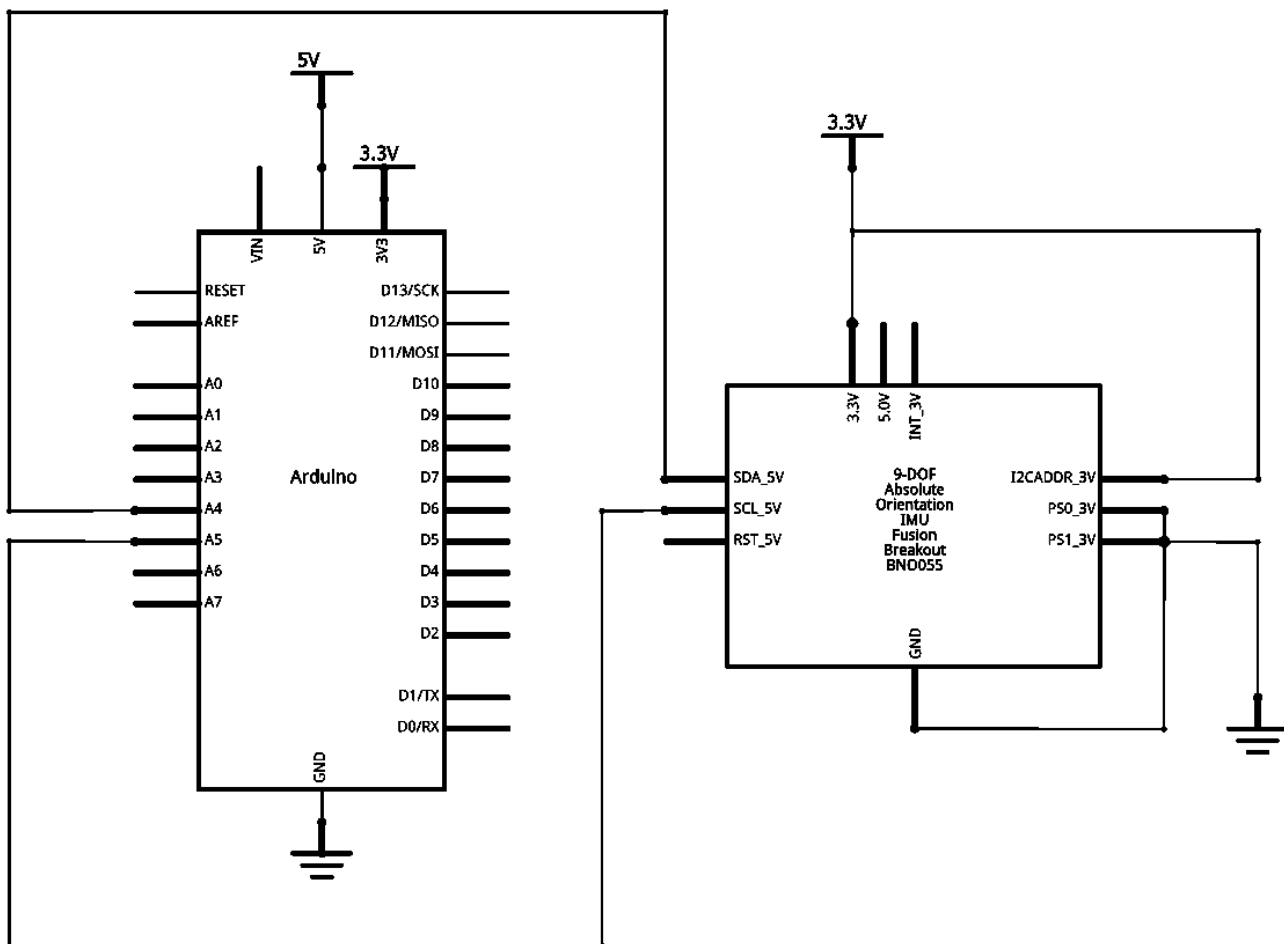 5V
3.3V
3.3V
VIN
5V
3V3
RESET
D13/SCK
AREF
D12/MISO
D11/MOSI
A0
D10
A1
D9
A2
D8
A3
D7
Arduino
A4
D6
A5
D5
A6
D4
A7
D3
D2
D1/TX
D0/RX
GND
3.3V
5.0V
INT_3V
SDA_5V
SCL_5V
RST_5V
9-DOF
Absolute
Orientation
IMU
Fusion
Breakout
BNO055
I2CADDR_3V
PS0_3V
PS1_3V
GND